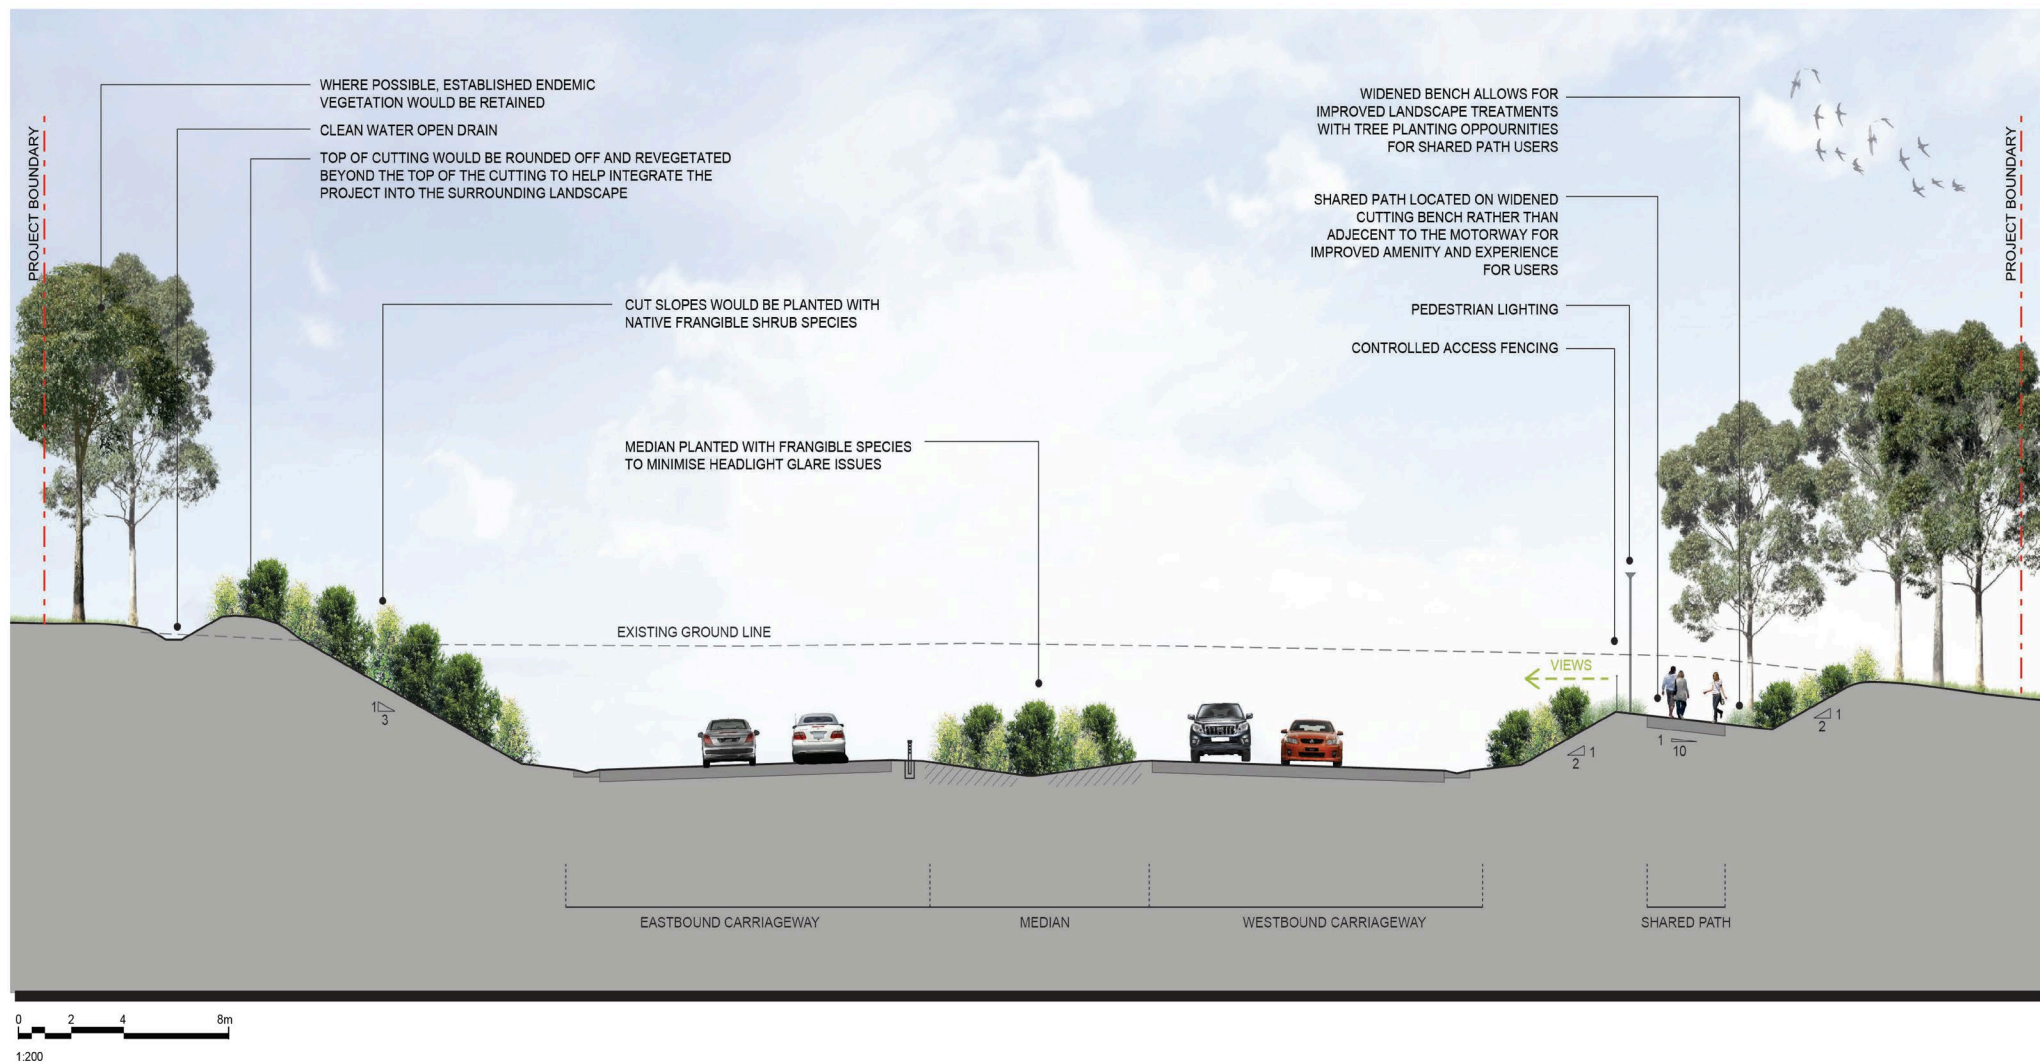 WHERE POSSIBLE, ESTABLISHED ENDEMIC
VEGETATION WOULD BE RETAINED
CLEAN WATER OPEN DRAIN
TOP OF CUTTING WOULD BE ROUNDED OFF AND REVEGETATED
BEYOND THE TOP OF THE CUTTING TO HELP INTEGRATE THE
PROJECT INTO THE SURROUNDING LANDSCAPE
PROJECT BOUNDARY
CUT SLOPES WOULD BE PLANTED WITH
NATIVE FRANGIBLE SHRUB SPECIES
MEDIAN PLANTED WITH FRANGIBLE SPECIES
TO MINIMISE HEADLIGHT GLARE ISSUES
WIDENED BENCH ALLOWS FOR
IMPROVED LANDSCAPE TREATMENTS
WITH TREE PLANTING OPPOURNITIES
FOR SHARED PATH USERS
SHARED PATH LOCATED ON WIDENED
CUTTING BENCH RATHER THAN
ADJECENT TO THE MOTORWAY FOR
IMPROVED AMENITY AND EXPERIENCE
FOR USERS
PEDESTRIAN LIGHTING
CONTROLLED ACCESS FENCING
PROJECT BOUNDARY
EXISTING GROUND LINE
VIEWS
1
3
1
2
1
10
1
2
EASTBOUND CARRIAGEWAY
MEDIAN
WESTBOUND CARRIAGEWAY
SHARED PATH
0 2 4 8m
1:200